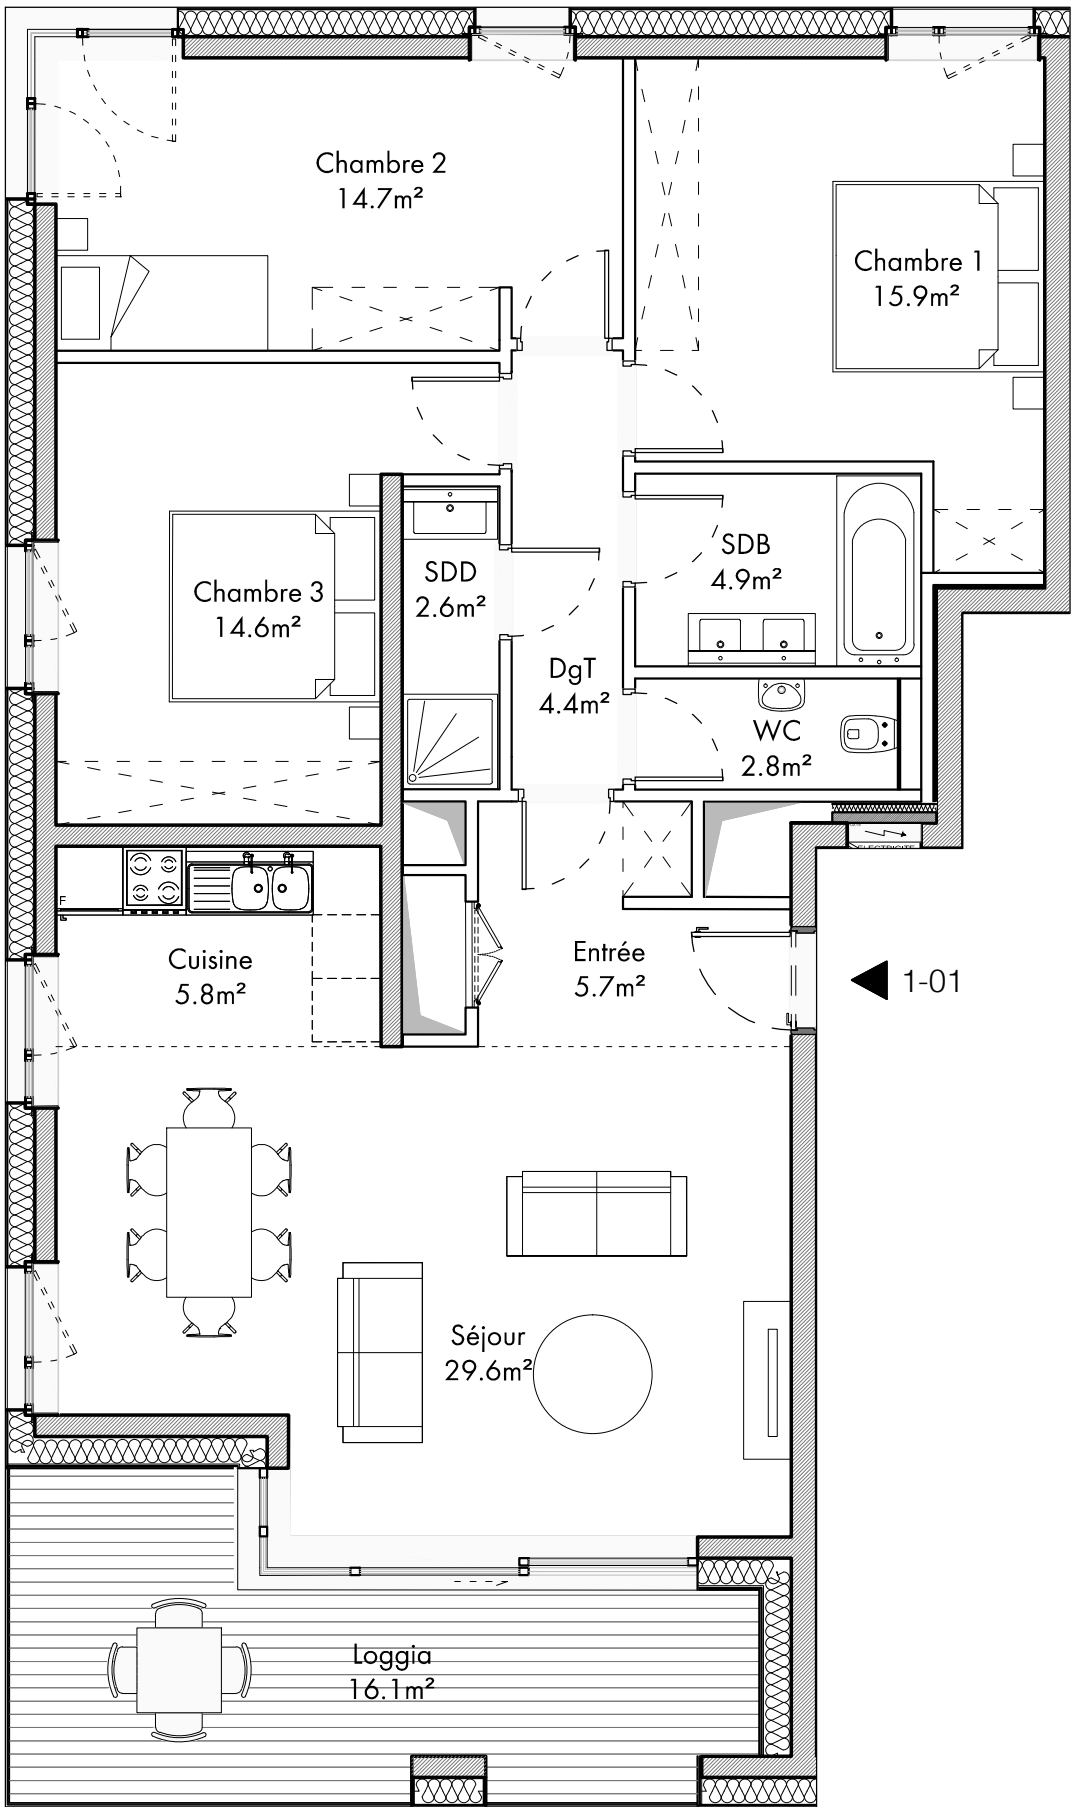 Chambre 2
14.7m²
Chambre 1
15.9m²
Chambre 3
14.6m²
SDD
2.6m²
SDB
4.9m²
DgT
4.4m²
WC
2.8m²
ELECTRICITE
F
Cuisine
5.8m²
Entrée
5.7m²
1-01
Séjour
29.6m²
Loggia
16.1m²